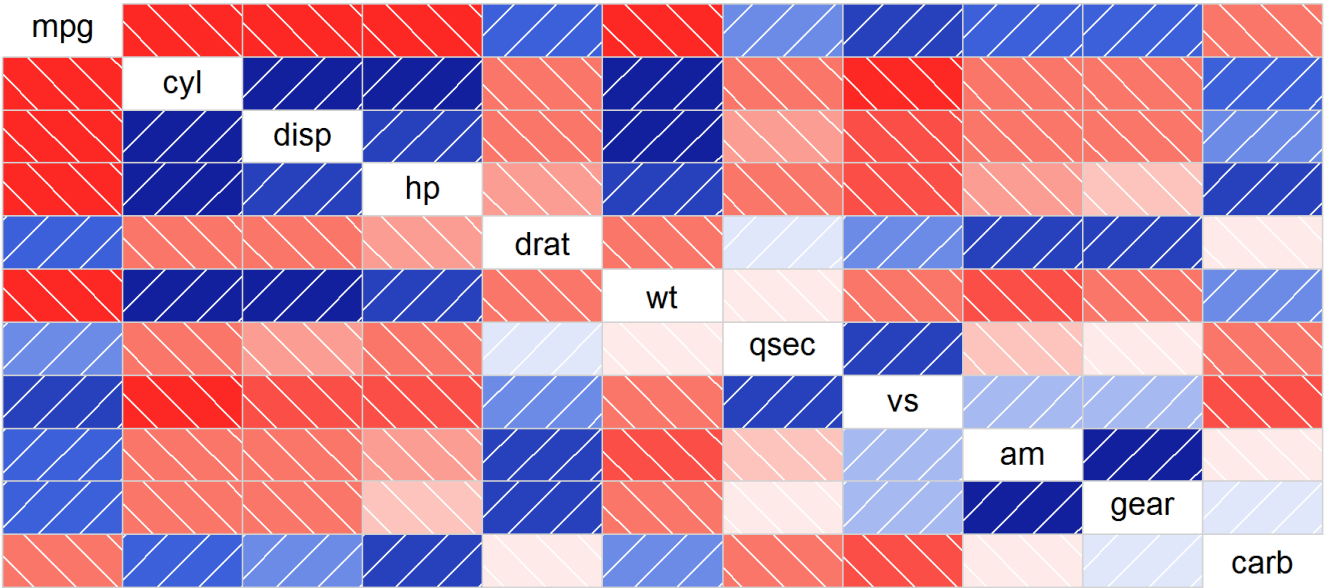 mpg
cyl
disp
hp
drat
wt
qsec
vs
am
gear
carb